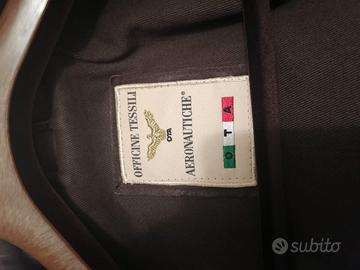 OFFICINE TESSILI
OTA
AERONAUTICHE®
O T A
subito